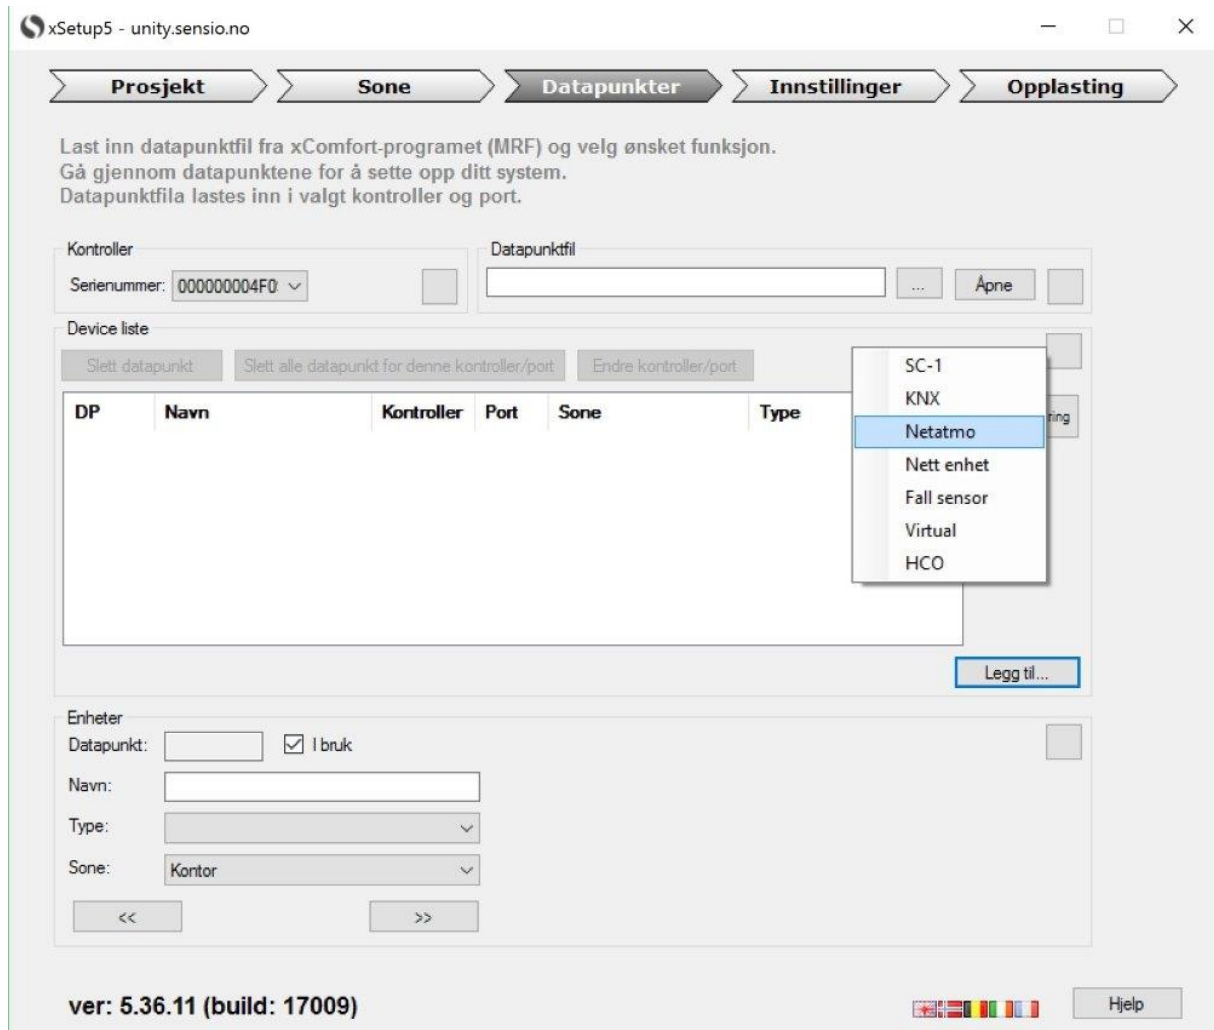 xSetup5 - unity.sensio.no
Prosjekt Sone Datapunkter Innstillinger Opplasting
Last inn datapunktfil fra xComfort-programet (MRF) og velg ønsket funksjon.
Gå gjennom datapunktene for å sette opp ditt system.
Datapunktfila lastes inn i valgt kontroller og port.
Kontroller
Serienummer: 000000004F0
Datapunktfil
... Åpne
Device liste
Slett datapunkt Slett alle datapunkt for denne kontroller/port Endre kontroller/port
DP Navn Kontroller Port Sone Type
ring
SC-1
KNX
Netatmo
Nett enhet
Fall sensor
Virtual
HCO
Legg til...
Enheter
Datapunkt: I bruk
Navn:
Type:
Sone: Kontor
<< >>
ver: 5.36.11 (build: 17009)
Hjelp